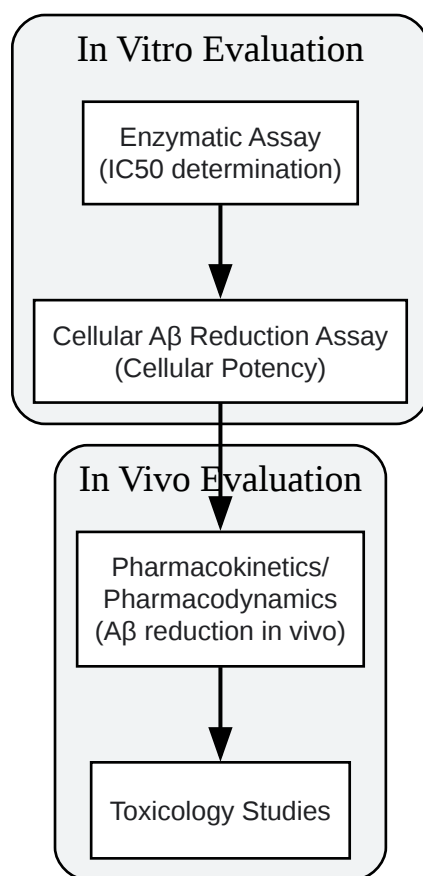 In Vitro Evaluation
Enzymatic Assay
(IC50 determination)
Cellular Aβ Reduction Assay
(Cellular Potency)
In Vivo Evaluation
Pharmacokinetics/
Pharmacodynamics
(Aβ reduction in vivo)
Toxicology Studies